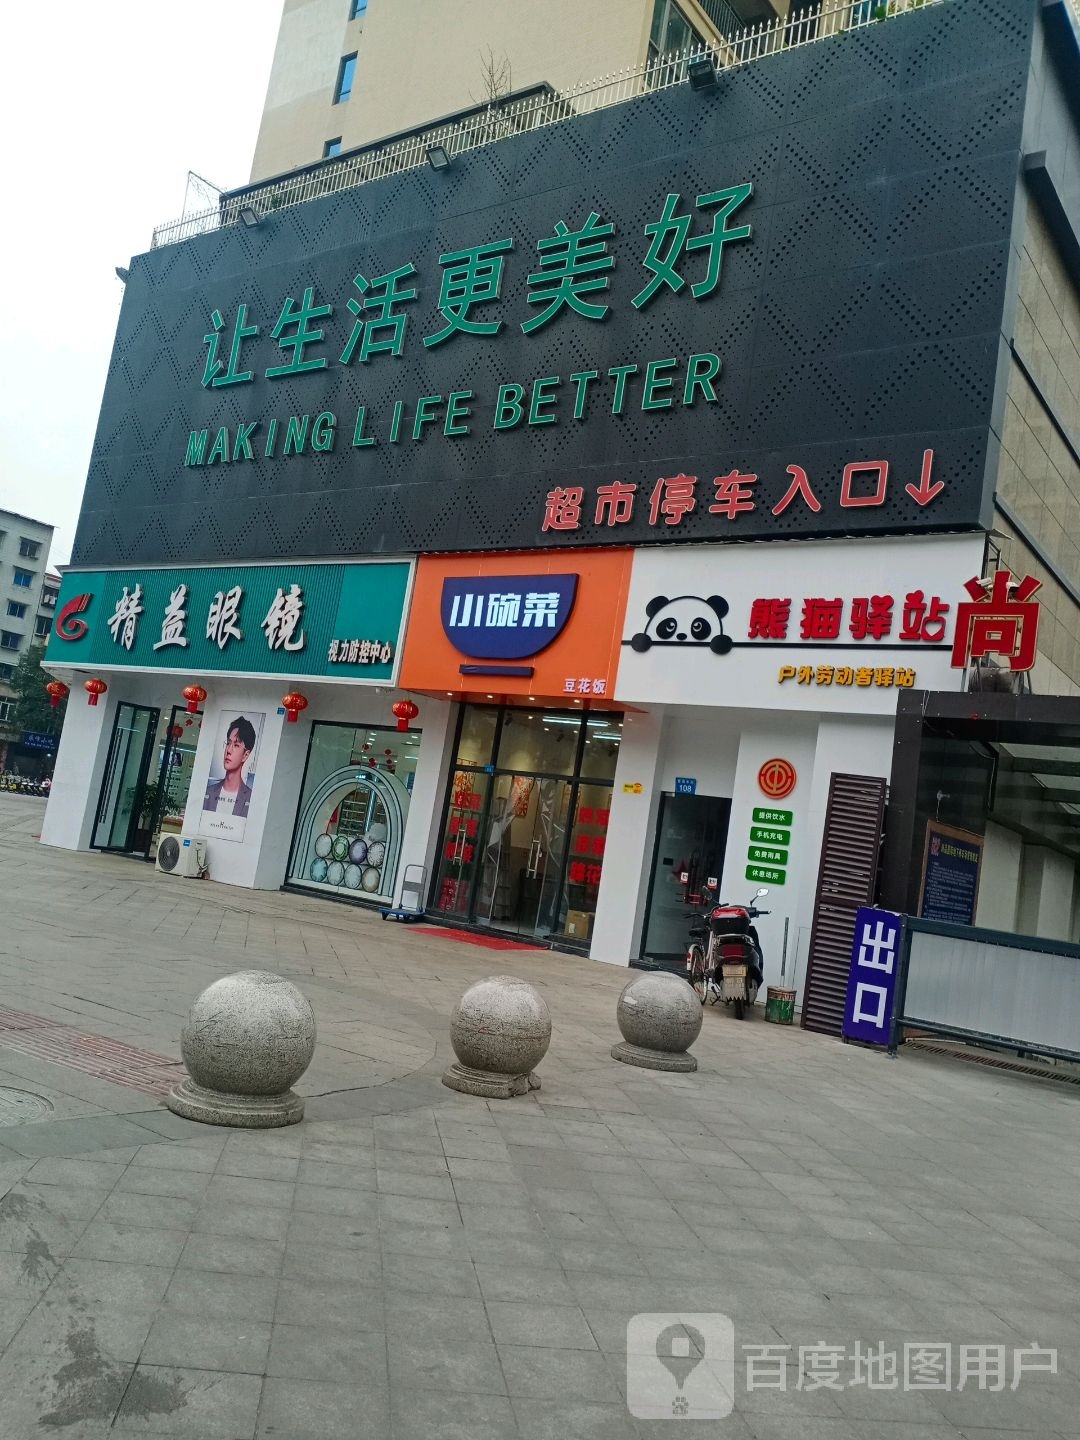 让生活更美好
MAKING LIFE BETTER
超市停车入口↓
精益眼镜
视力防控中心
小碗菜
豆花饭
熊猫驿站
户外劳动者驿站
尚
108
提供饮水
手机充电
免费雨具
休息场所
出口
百度地图用户